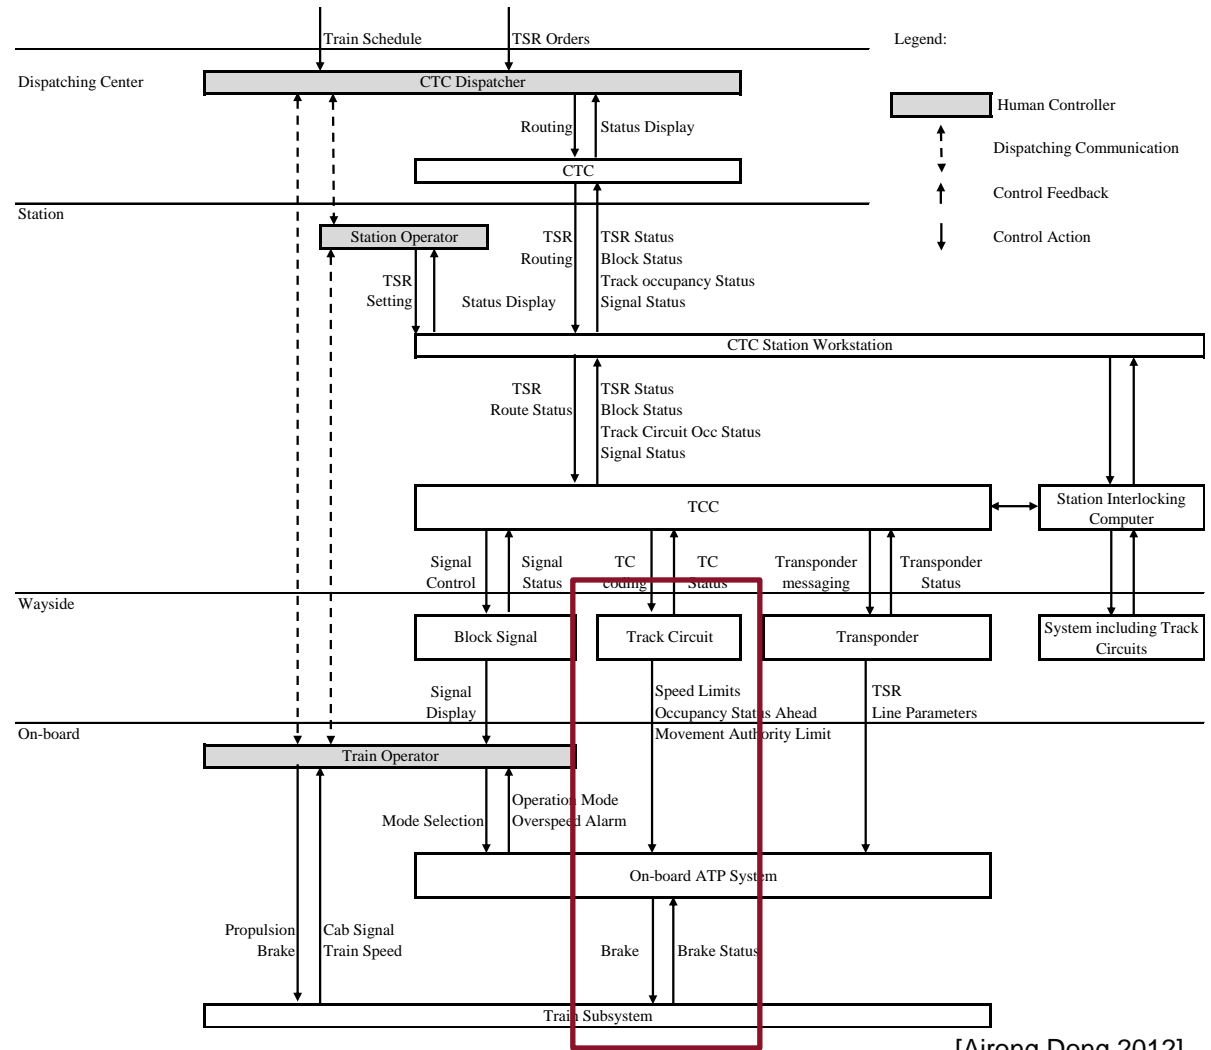 Train Schedule
TSR Orders
Legend:
Dispatching Center
CTC Dispatcher
Human Controller
Routing
Status Display
Dispatching Communication
CTC
Control Feedback
Station
Station Operator
TSR
Routing
TSR Status
Block Status
Track occupancy Status
Signal Status
Control Action
TSR
Setting
Status Display
CTC Station Workstation
TSR
Route Status
TSR Status
Block Status
Track Circuit Occ Status
Signal Status
TCC
Station Interlocking
Computer
Signal
Control
Signal
Status
TC
coding
TC
Status
Transponder
messaging
Transponder
Status
Wayside
Block Signal
Track Circuit
Transponder
System including Track
Circuits
Signal
Display
Speed Limits
Occupancy Status Ahead
Movement Authority Limit
TSR
Line Parameters
On-board
Train Operator
Mode Selection
Operation Mode
Overspeed Alarm
On-board ATP System
Propulsion
Brake
Cab Signal
Train Speed
Brake
Brake Status
Train Subsystem
[Airong Dong 2012]